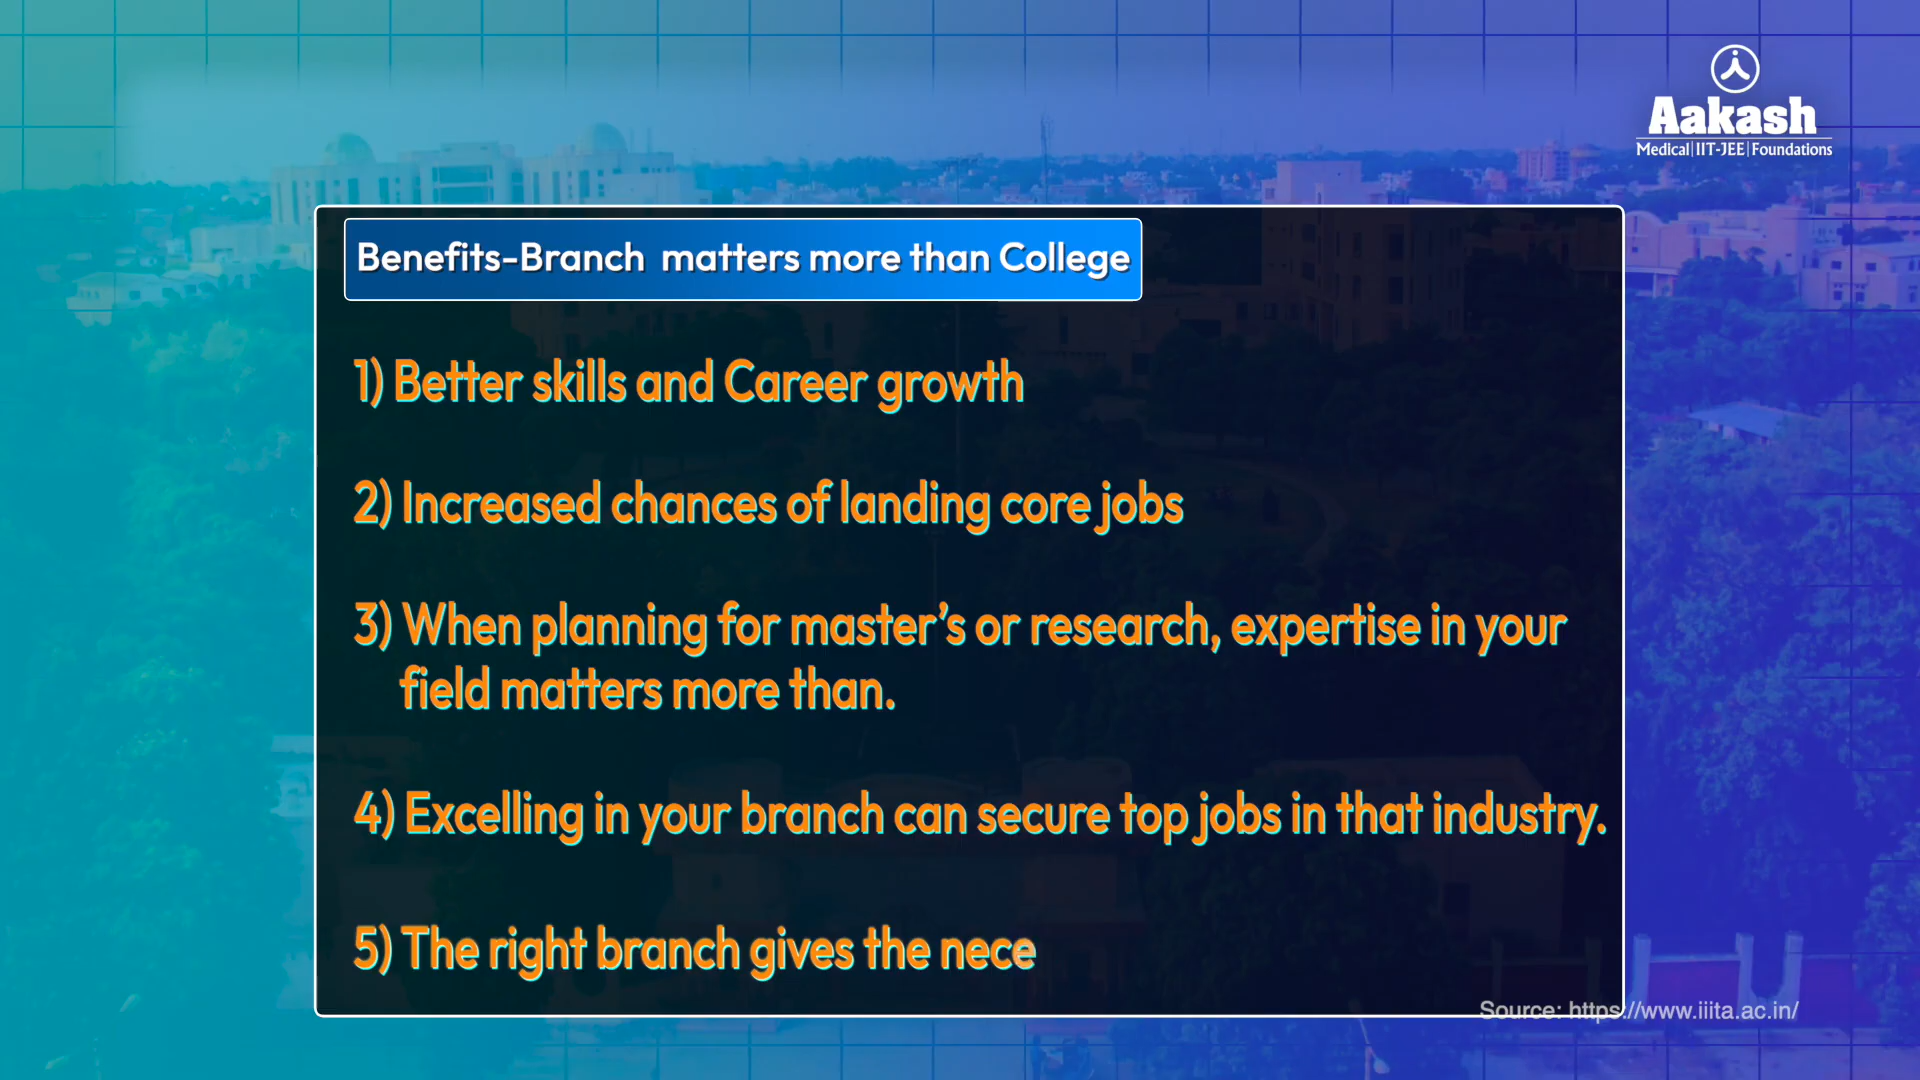 Aakash
Medical|IIT-JEE|Foundations
Benefits-Branch matters more than College
1) Better skills and Career growth
2) Increased chances of landing core jobs
3) When planning for master's or research, expertise in your
field matters more than.
4) Excelling in your branch can secure top jobs in that industry.
5) The right branch gives the nece
Source: https://www.iiita.ac.in/